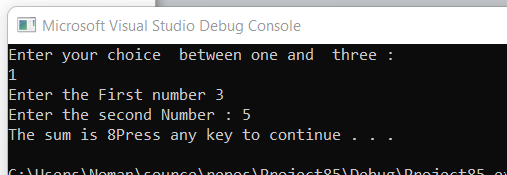 Microsoft Visual Studio Debug Console
Enter your choice  between one and  three :
1
Enter the First number 3
Enter the second Number : 5
The sum is 8Press any key to continue . . .
C:\Users\Noman\source\repos\Project85\Debug\Project85.ex